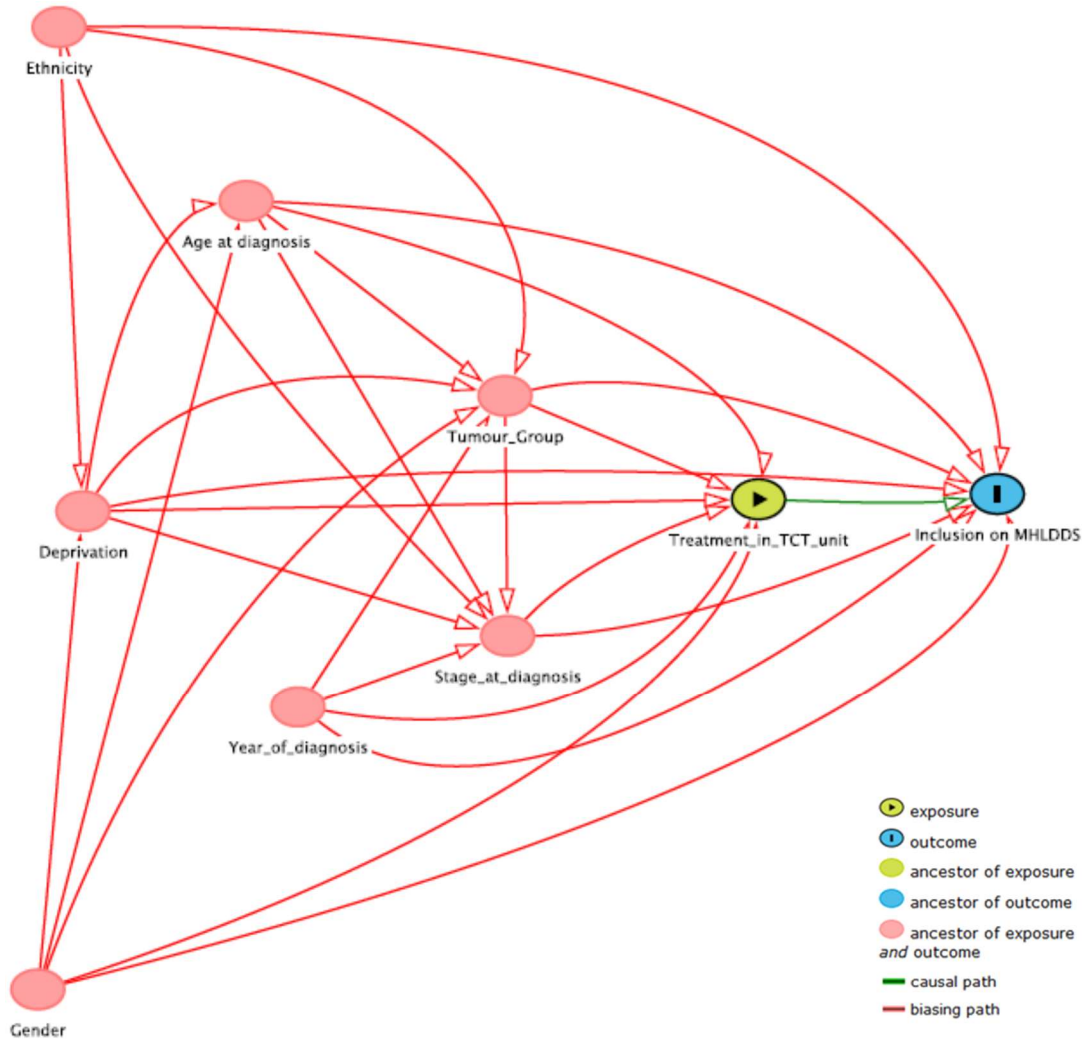 Ethnicity
Age at diagnosis
Tumour_Group
Deprivation
Treatment_in_TCT_unit
Inclusion on MHLDDS
Stage_at_diagnosis
Year_of_diagnosis
Gender
exposure
outcome
ancestor of exposure
ancestor of outcome
ancestor of exposure
and outcome
causal path
biasing path